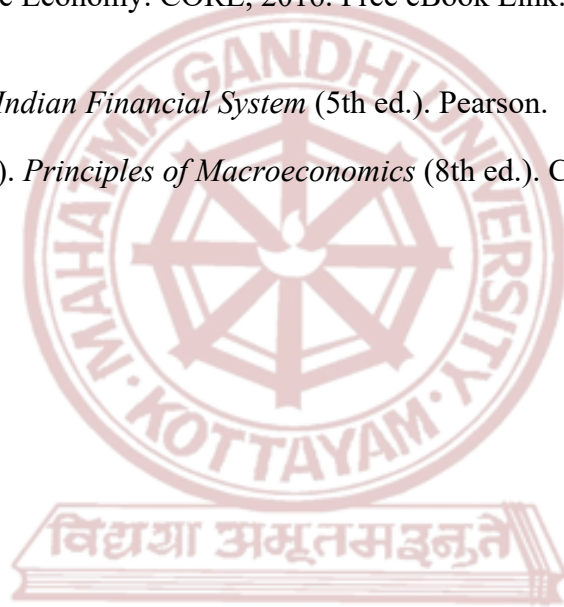 e Economy. CORE, 2016. Free eBook Link.
Indian Financial System (5th ed.). Pearson.
). Principles of Macroeconomics (8th ed.). C
MAHATMA GANDHI UNIVERSITY
KOTTAYAM
विद्यया अमृतमश्नुते